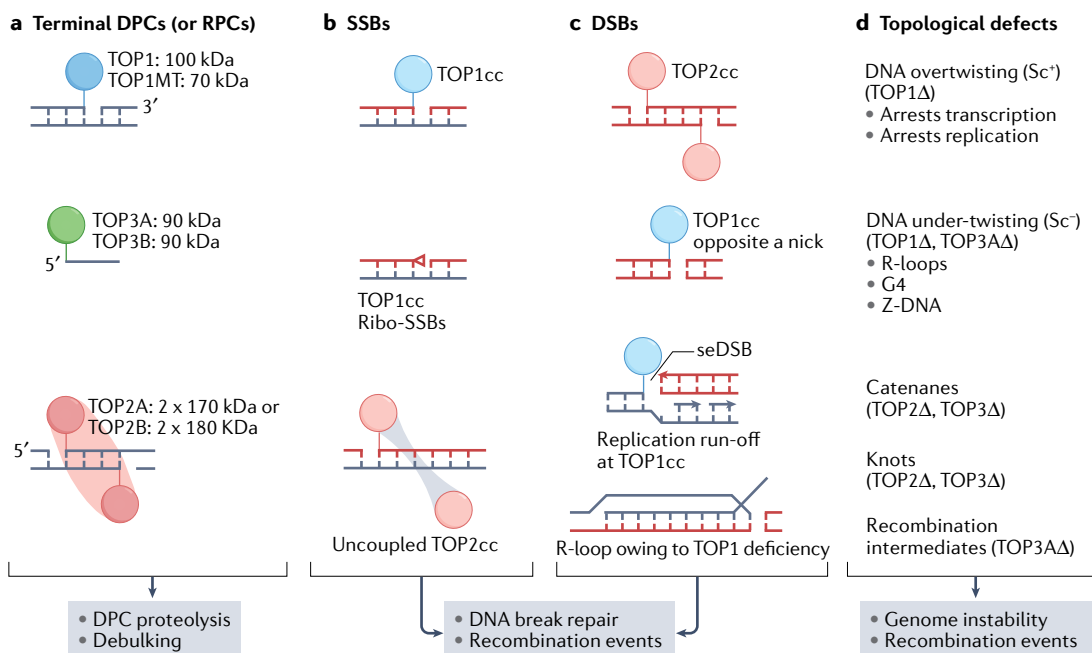 a Terminal DPCs (or RPCs)
TOP1: 100 kDa
TOP1MT: 70 kDa
3′
TOP3A: 90 kDa
TOP3B: 90 kDa
5′
TOP2A: 2 x 170 kDa or
TOP2B: 2 x 180 KDa
5′
• DPC proteolysis
• Debulking
b SSBs
TOP1cc
TOP1cc
Ribo-SSBs
Uncoupled TOP2cc
c DSBs
TOP2cc
TOP1cc
opposite a nick
seDSB
Replication run-off
at TOP1cc
R-loop owing to TOP1 deficiency
• DNA break repair
• Recombination events
d Topological defects
DNA overtwisting (Sc⁺)
(TOP1Δ)
• Arrests transcription
• Arrests replication
DNA under-twisting (Sc⁻)
(TOP1Δ, TOP3AΔ)
• R-loops
• G4
• Z-DNA
Catenanes
(TOP2Δ, TOP3Δ)
Knots
(TOP2Δ, TOP3Δ)
Recombination
intermediates (TOP3AΔ)
• Genome instability
• Recombination events